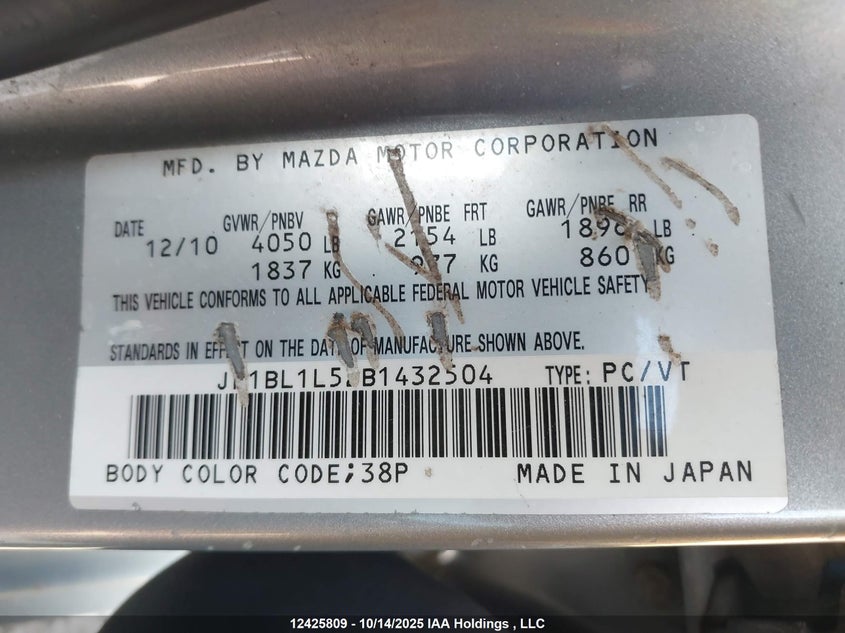 MFD. BY MAZDA MOTOR CORPORATION
DATE GVWR/PNBV GAWR/PNBE FRT GAWR/PNBE RR
12/10 4050 LB 2154 LB 1896 LB
1837 KG 977 KG 860 KG
THIS VEHICLE CONFORMS TO ALL APPLICABLE FEDERAL MOTOR VEHICLE SAFETY
STANDARDS IN EFFECT ON THE DATE OF MANUFACTURE SHOWN ABOVE.
TYPE: PC/VT
BODY COLOR CODE;38P MADE IN JAPAN
12425809 - 10/14/2025 IAA Holdings , LLC